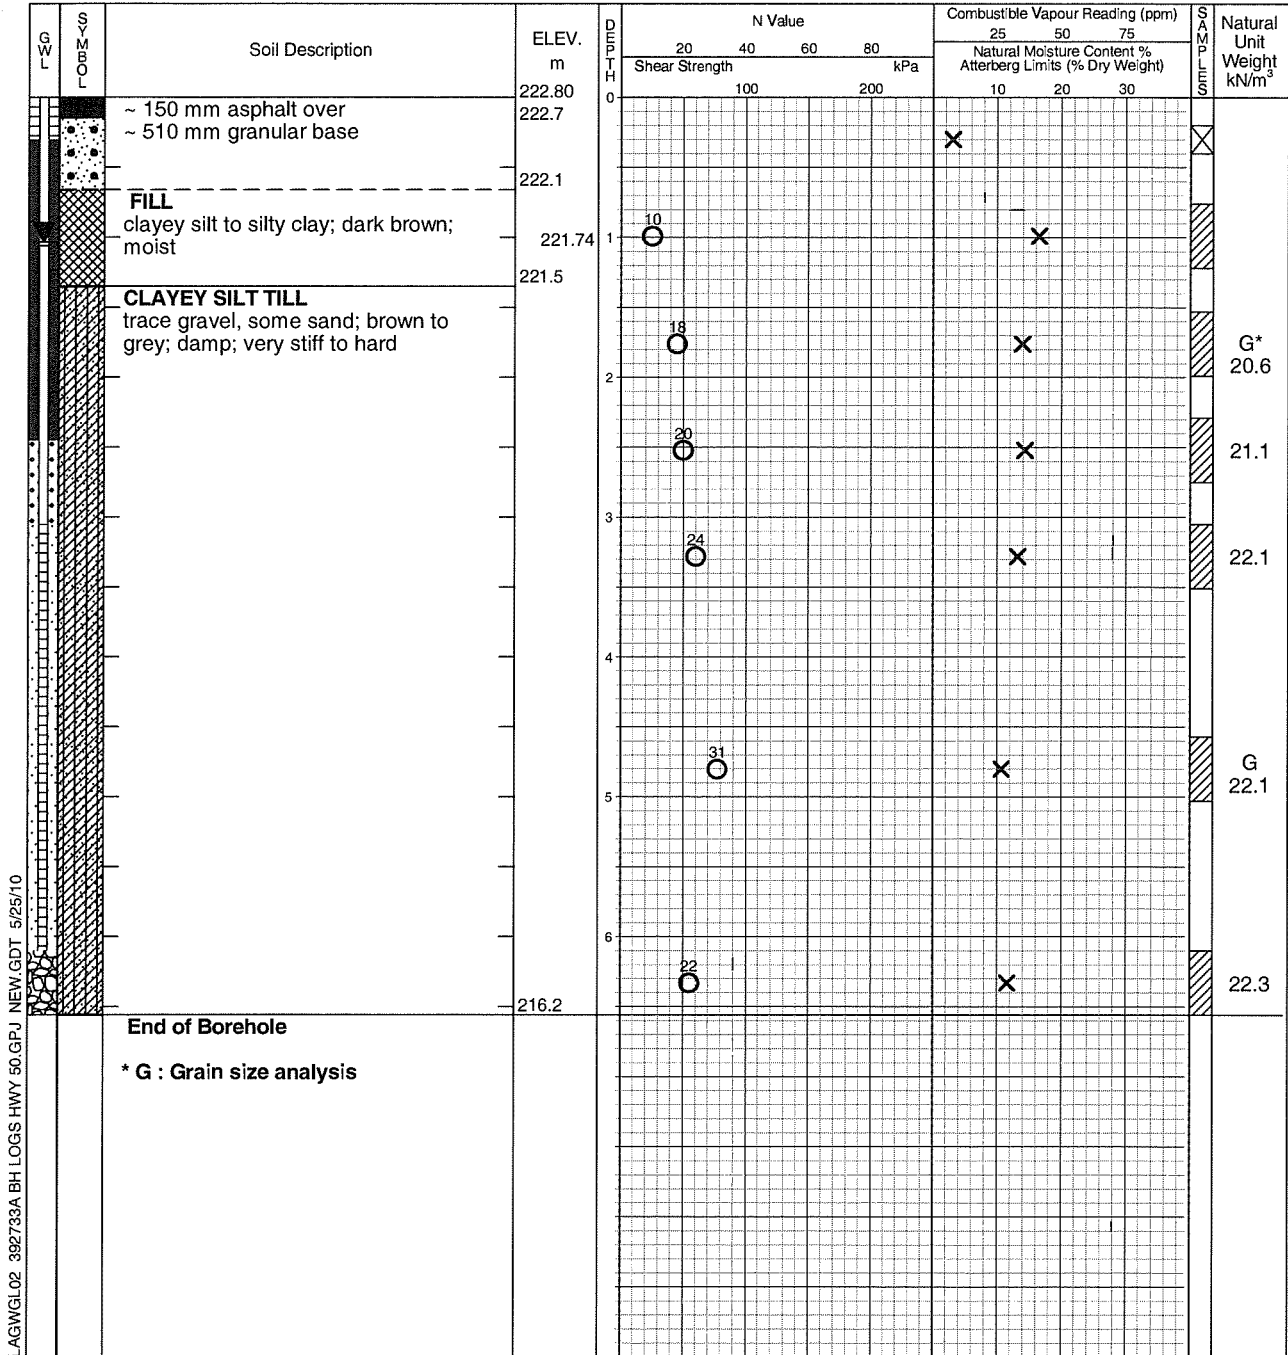 GWL
SYMBOL
Soil Description
ELEV.
m
222.80
DEPTH
N Value
20 40 60 80
Shear Strength kPa
100 200
Combustible Vapour Reading (ppm)
25 50 75
Natural Moisture Content %
Atterberg Limits (% Dry Weight)
10 20 30
SAMPLES
Natural
Unit
Weight
kN/m³
0
~ 150 mm asphalt over
222.7
~ 510 mm granular base
222.1
FILL
clayey silt to silty clay; dark brown;
moist
10
221.74
1
221.5
CLAYEY SILT TILL
trace gravel, some sand; brown to
grey; damp; very stiff to hard
18
G*
20.6
2
20
21.1
3
24
22.1
4
31
G
22.1
5
6
22
22.3
216.2
End of Borehole
* G : Grain size analysis
LAGWGL02 392733A BH LOGS HWY 50.GPJ NEW.GDT 5/25/10